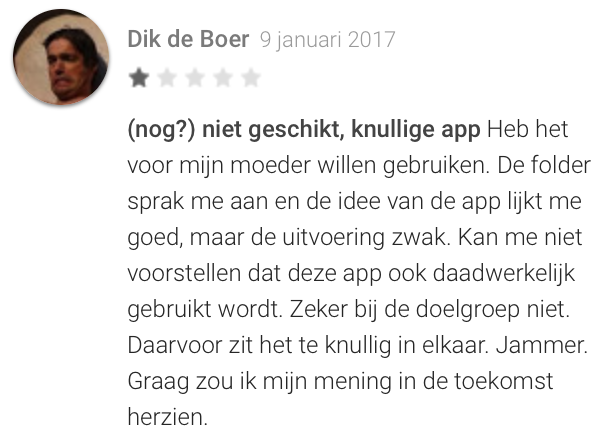 Dik de Boer 9 januari 2017
(nog?) niet geschikt, knullige app Heb het
voor mijn moeder willen gebruiken. De folder
sprak me aan en de idee van de app lijkt me
goed, maar de uitvoering zwak. Kan me niet
voorstellen dat deze app ook daadwerkelijk
gebruikt wordt. Zeker bij de doelgroep niet.
Daarvoor zit het te knullig in elkaar. Jammer.
Graag zou ik mijn mening in de toekomst
herzien.